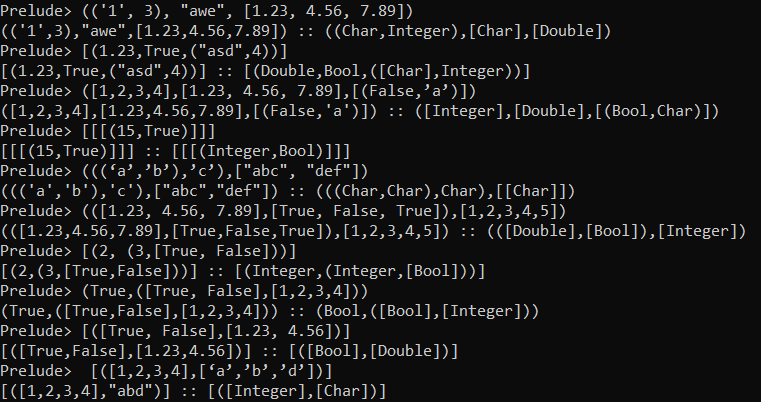 Prelude> (('1', 3), "awe", [1.23, 4.56, 7.89])
(('1',3),"awe",[1.23,4.56,7.89]) :: ((Char,Integer),[Char],[Double])
Prelude> [(1.23,True,("asd",4))]
[(1.23,True,("asd",4))] :: [(Double,Bool,([Char],Integer))]
Prelude> ([1,2,3,4],[1.23, 4.56, 7.89],[(False,’a’)])
([1,2,3,4],[1.23,4.56,7.89],[(False,'a')]) :: ([Integer],[Double],[(Bool,Char)])
Prelude> [[[(15,True)]]]
[[[(15,True)]]] :: [[[(Integer,Bool)]]]
Prelude> (((‘a’,’b’),’c’),["abc", "def"])
((('a','b'),'c'),["abc","def"]) :: (((Char,Char),Char),[[Char]])
Prelude> (([1.23, 4.56, 7.89],[True, False, True]),[1,2,3,4,5])
(([1.23,4.56,7.89],[True,False,True]),[1,2,3,4,5]) :: (([Double],[Bool]),[Integer])
Prelude> [(2, (3,[True, False]))]
[(2,(3,[True,False]))] :: [(Integer,(Integer,[Bool]))]
Prelude> (True,([True, False],[1,2,3,4]))
(True,([True,False],[1,2,3,4])) :: (Bool,([Bool],[Integer]))
Prelude> [([True, False],[1.23, 4.56])]
[([True,False],[1.23,4.56])] :: [([Bool],[Double])]
Prelude>  [([1,2,3,4],[‘a’,’b’,’d’])]
[([1,2,3,4],"abd")] :: [([Integer],[Char])]